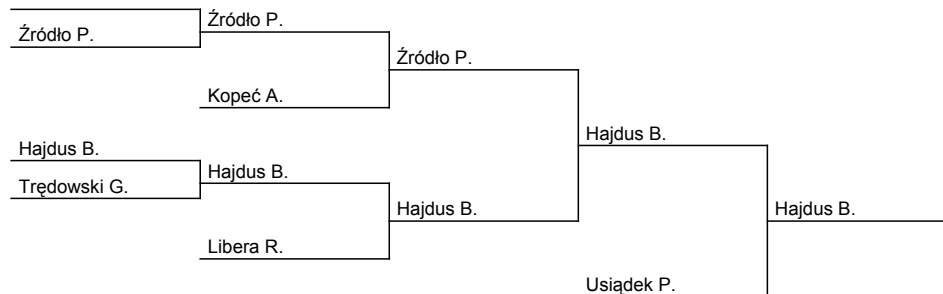 Źródło P.
Źródło P.
Źródło P.
Kopeć A.
Hajdus B.
Hajdus B.
Trędowski G.
Hajdus B.
Hajdus B.
Hajdus B.
Libera R.
Usiądek P.